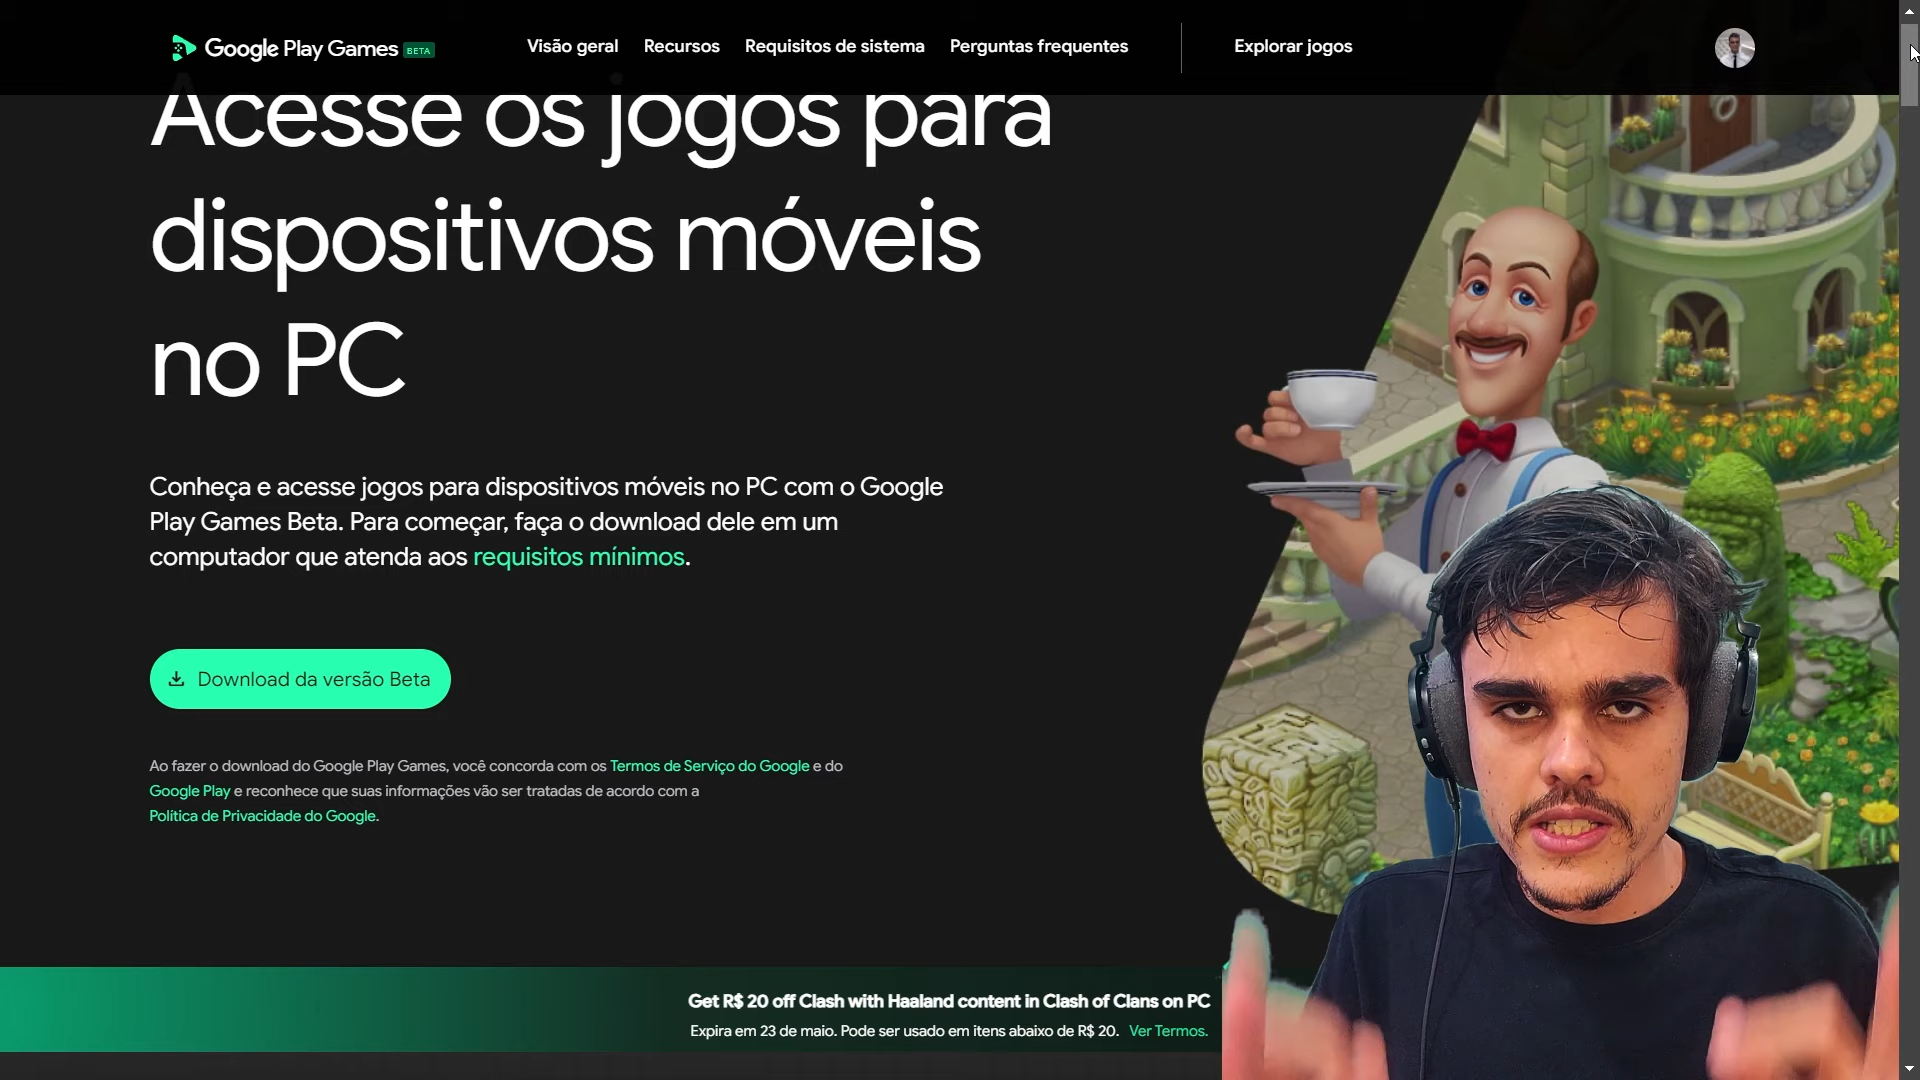 Google Play Games BETA
Visão geral
Recursos
Requisitos de sistema
Perguntas frequentes
Explorar jogos
Acesse os jogos para
dispositivos móveis
no PC
Conheça e acesse jogos para dispositivos móveis no PC com o Google
Play Games Beta. Para começar, faça o download dele em um
computador que atenda aos requisitos mínimos.
Download da versão Beta
Ao fazer o download do Google Play Games, você concorda com os Termos de Serviço do Google e do
Google Play e reconhece que suas informações vão ser tratadas de acordo com a
Política de Privacidade do Google.
Get R$ 20 off Clash with Haaland content in Clash of Clans on PC
Expira em 23 de maio. Pode ser usado em itens abaixo de R$ 20. Ver Termos.